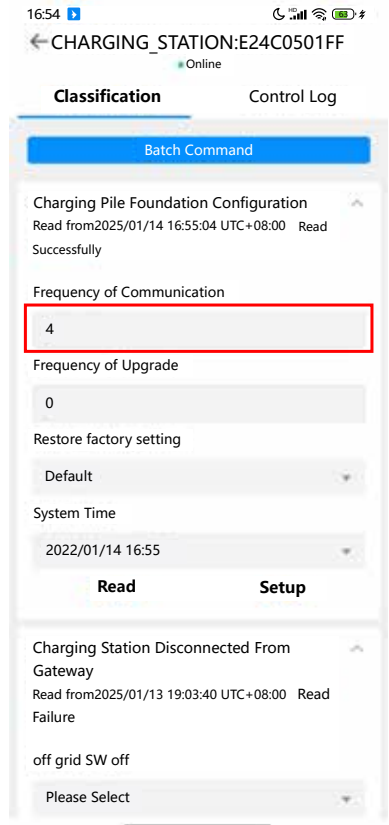 16:54 63
CHARGING_STATION:E24C0501FF
Online
Classification Control Log
Batch Command
Charging Pile Foundation Configuration
Read from2025/01/14 16:55:04 UTC+08:00 Read
Successfully
Frequency of Communication
4
Frequency of Upgrade
0
Restore factory setting
Default
System Time
2022/01/14 16:55
Read Setup
Charging Station Disconnected From
Gateway
Read from2025/01/13 19:03:40 UTC+08:00 Read
Failure
off grid SW off
Please Select